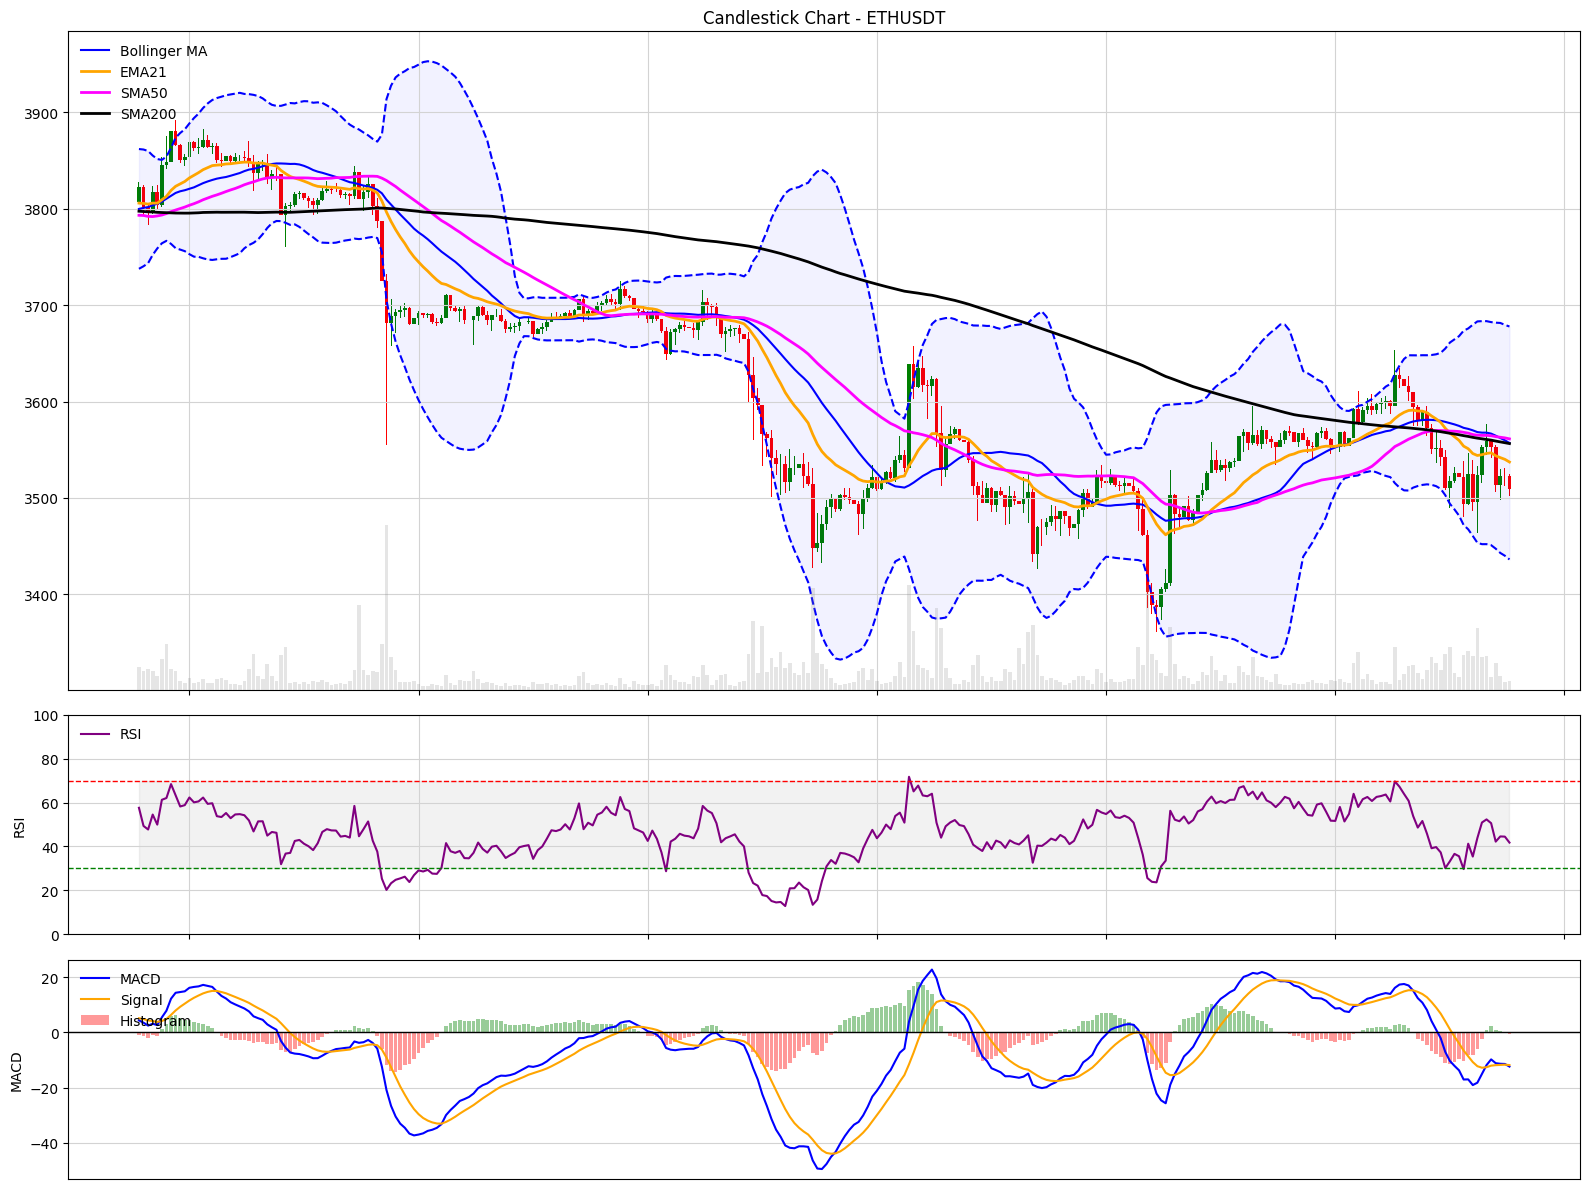 Candlestick Chart - ETHUSDT
Bollinger MA
EMA21
SMA50
SMA200
3900
3800
3700
3600
3500
3400
RSI
100
80
60
40
20
0
RSI
MACD
Signal
Histogram
20
0
−20
−40
MACD